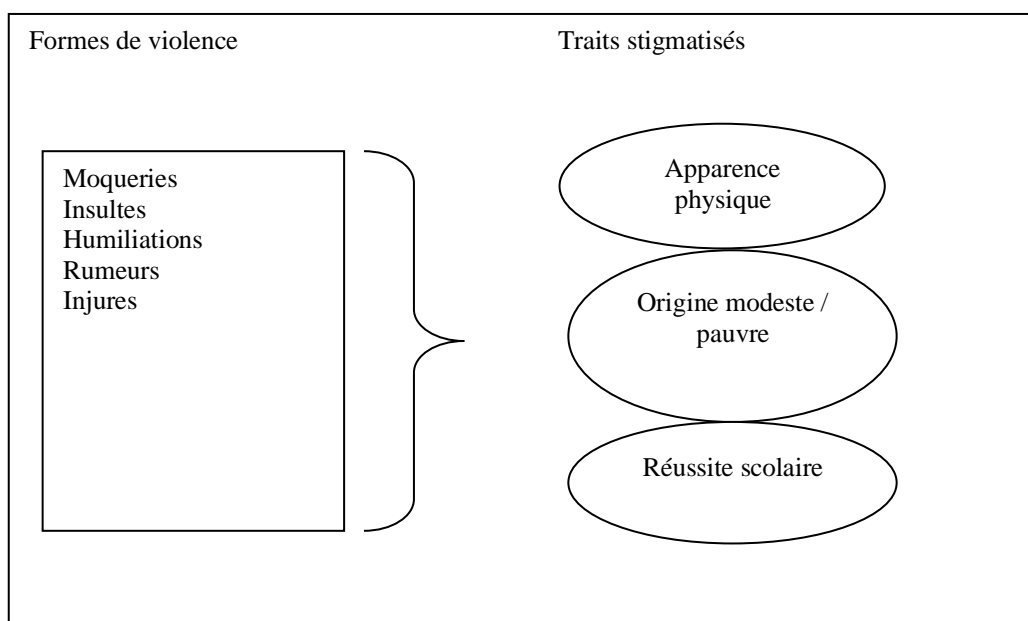 Formes de violence
Traits stigmatisés
Moqueries
Insultes
Humiliations
Rumeurs
Injures
Apparence
physique
Origine modeste /
pauvre
Réussite scolaire